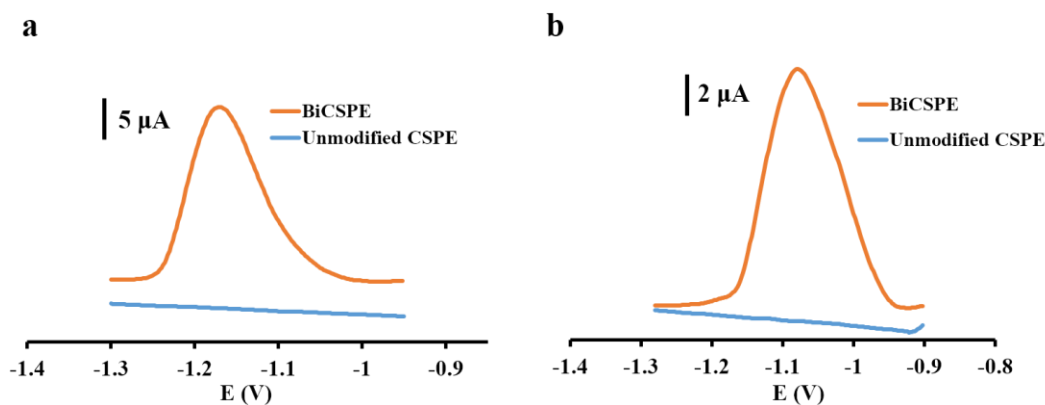 a
5 μA
BiCSPE
Unmodified CSPE
-1.4 -1.3 -1.2 -1.1 -1 -0.9
E (V)
b
2 μA
BiCSPE
Unmodified CSPE
-1.4 -1.3 -1.2 -1.1 -1 -0.9 -0.8
E (V)